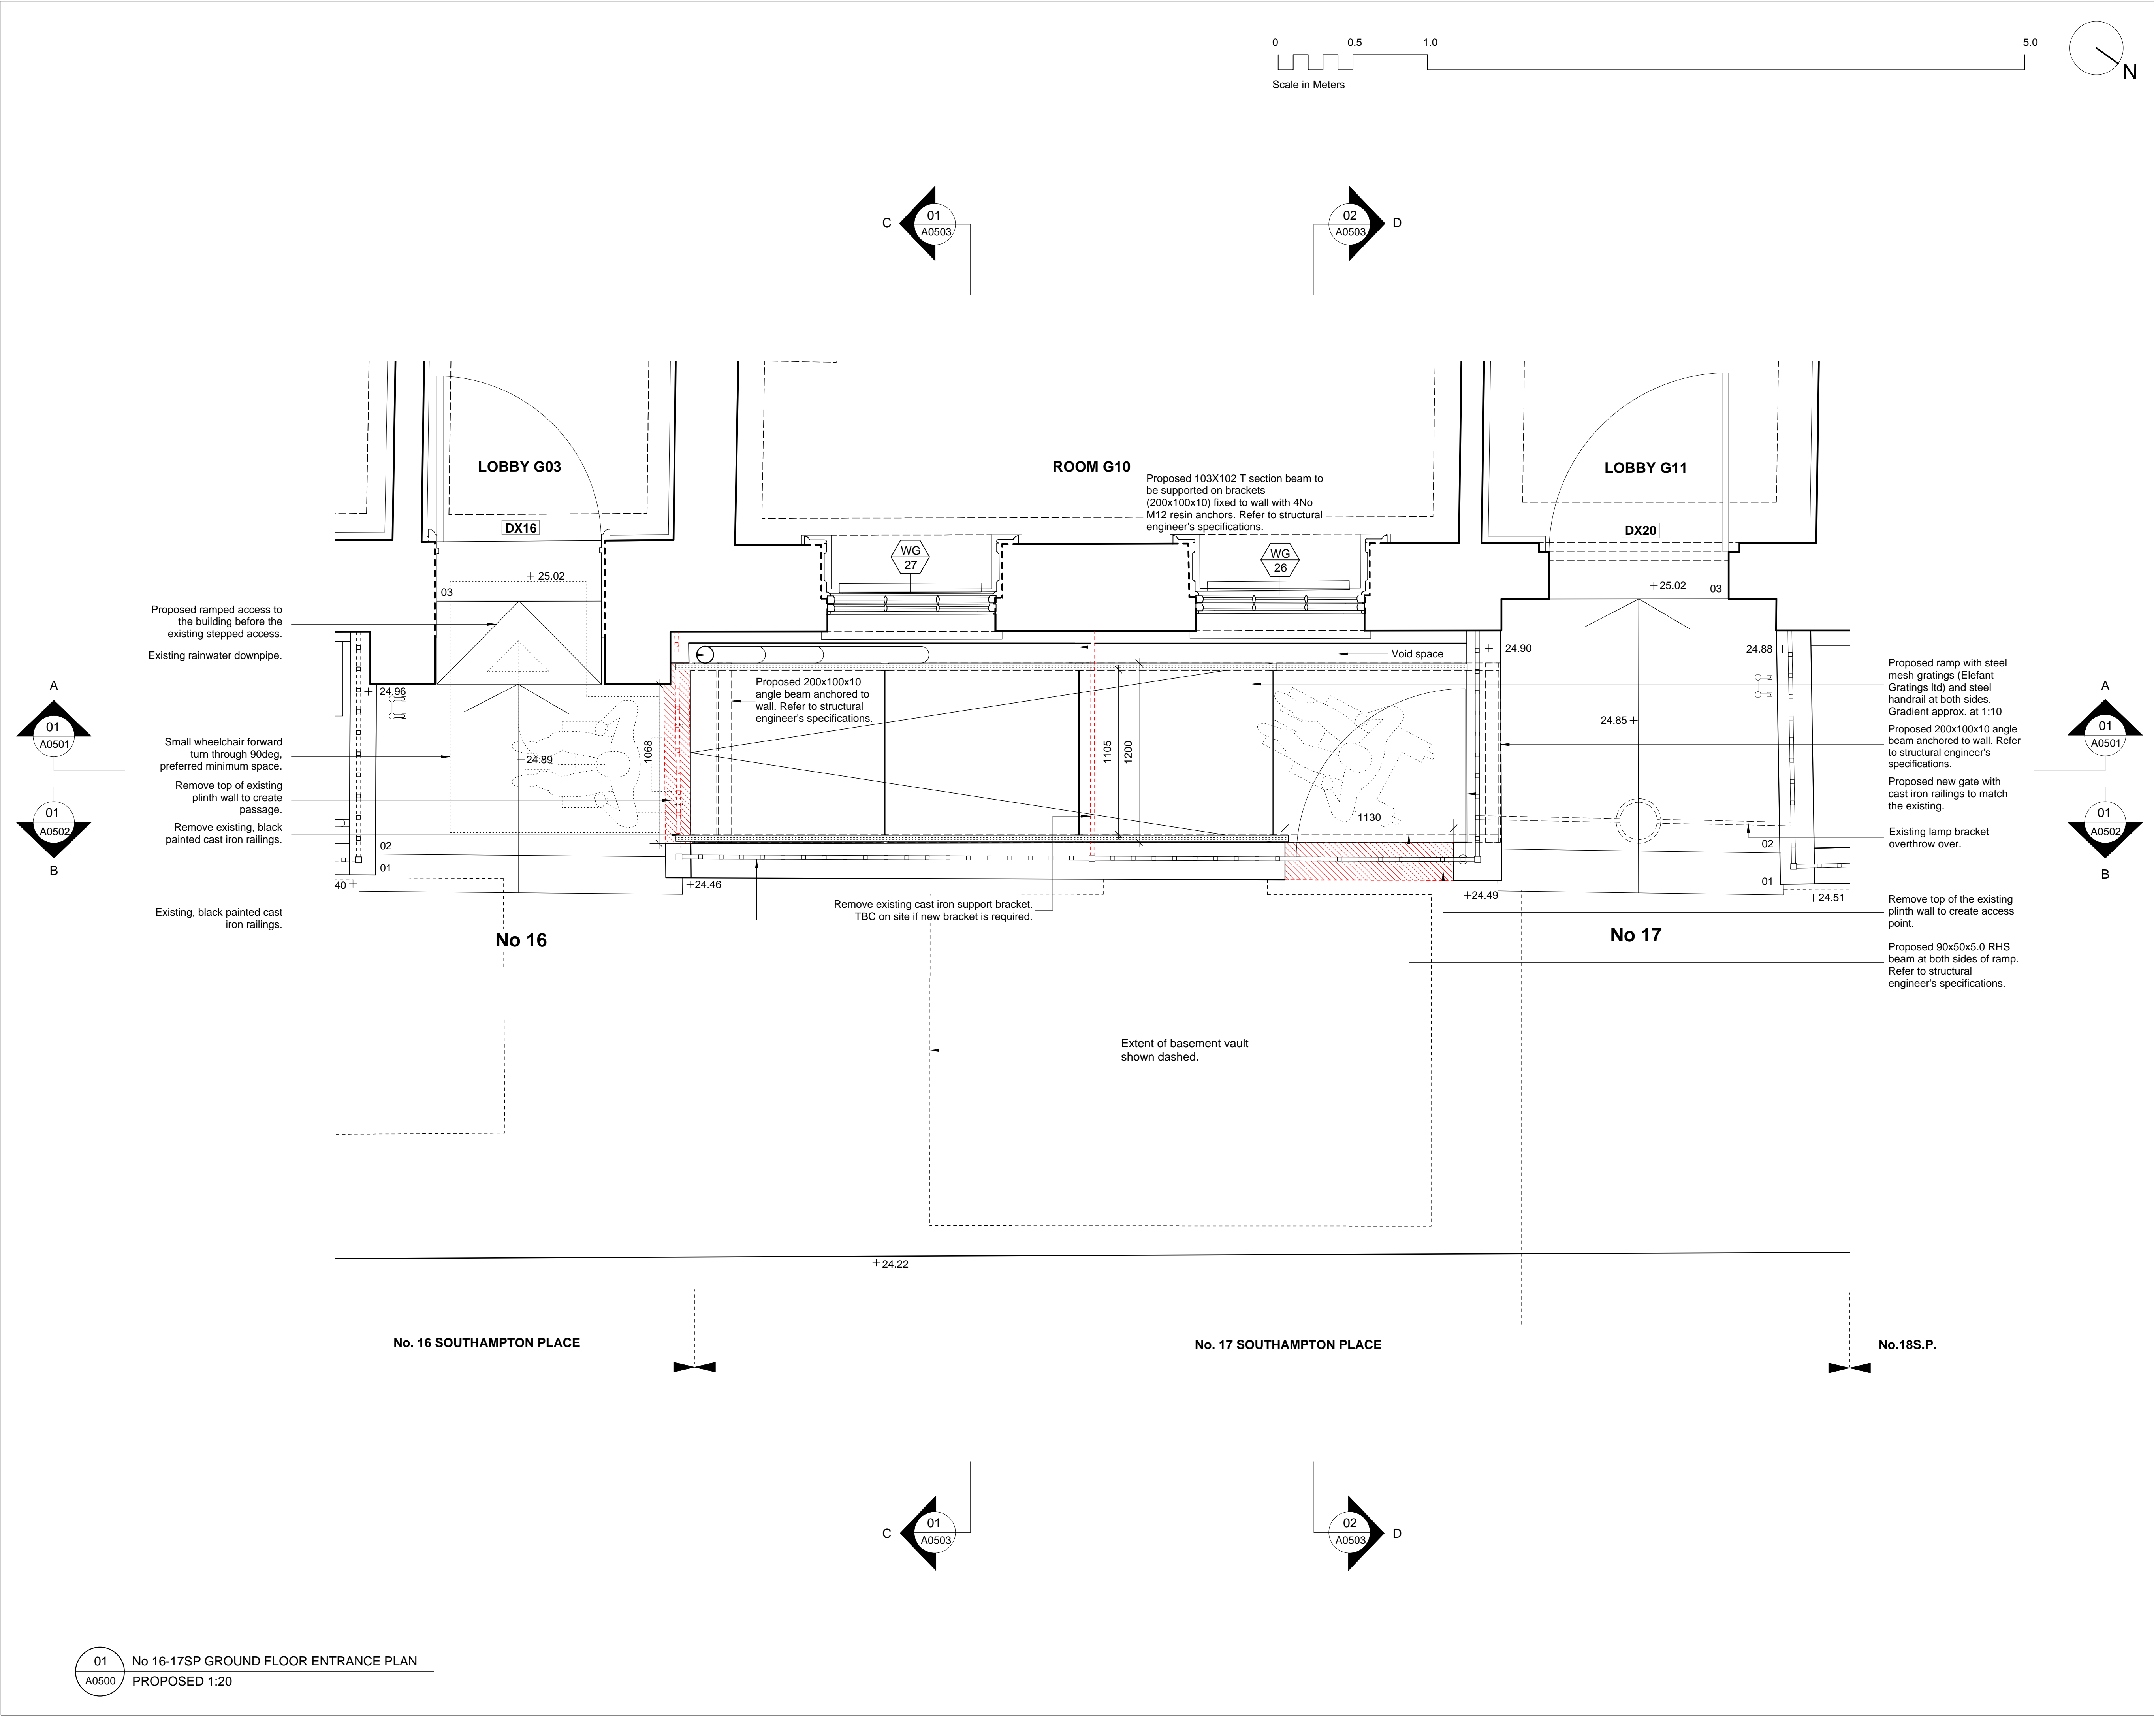 0 0.5 1.0 5.0
Scale in Meters
N
C
01
A0503
02
A0503
D
LOBBY G03
ROOM G10
LOBBY G11
Proposed 103X102 T section beam to
be supported on brackets
(200x100x10) fixed to wall with 4No
M12 resin anchors. Refer to structural
engineer's specifications.
DX16
DX20
WG
27
WG
26
25.02
03
25.02
03
Proposed ramped access to
the building before the
existing stepped access.
Existing rainwater downpipe.
Void space
24.90
24.88
24.96
Proposed 200x100x10
angle beam anchored to
wall. Refer to structural
engineer's specifications.
Proposed ramp with steel
mesh gratings (Elefant
Gratings ltd) and steel
handrail at both sides.
Gradient approx. at 1:10
A
01
A0501
A
01
A0501
24.85
Proposed 200x100x10 angle
beam anchored to wall. Refer
to structural engineer's
specifications.
Small wheelchair forward
turn through 90deg,
preferred minimum space.
24.89
1068
1105
1200
Remove top of existing
plinth wall to create
passage.
Proposed new gate with
cast iron railings to match
the existing.
01
A0502
B
01
A0502
B
Remove existing, black
painted cast iron railings.
1130
Existing lamp bracket
overthrow over.
02
01
02
01
40
24.46
24.49
24.51
Existing, black painted cast
iron railings.
Remove existing cast iron support bracket.
TBC on site if new bracket is required.
Remove top of the existing
plinth wall to create access
point.
No 16
No 17
Proposed 90x50x5.0 RHS
beam at both sides of ramp.
Refer to structural
engineer's specifications.
Extent of basement vault
shown dashed.
24.22
No. 16 SOUTHAMPTON PLACE
No. 17 SOUTHAMPTON PLACE
No.18S.P.
C
01
A0503
02
A0503
D
01
A0500
No 16-17SP GROUND FLOOR ENTRANCE PLAN
PROPOSED 1:20